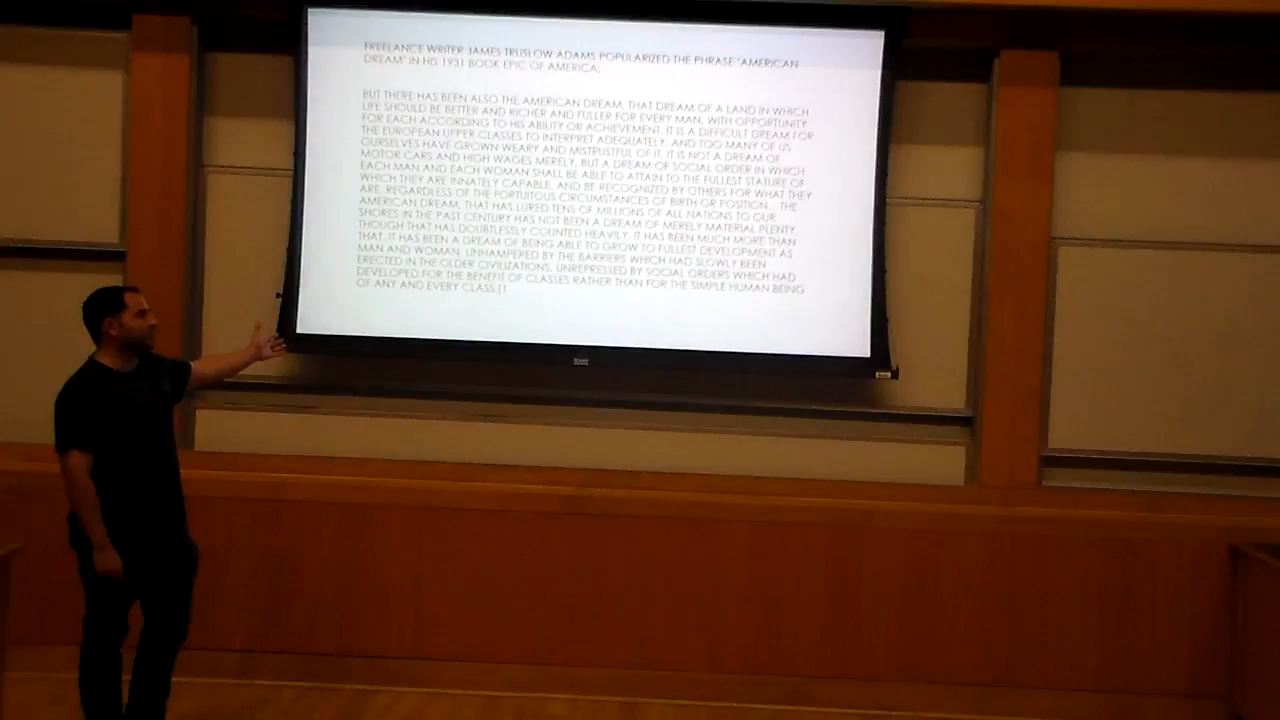 FREELANCE WRITER JAMES TRUSLOW ADAMS POPULARIZED THE PHRASE "AMERICAN
DREAM" IN HIS 1931 BOOK EPIC OF AMERICA:
BUT THERE HAS BEEN ALSO THE AMERICAN DREAM, THAT DREAM OF A LAND IN WHICH
LIFE SHOULD BE BETTER AND RICHER AND FULLER FOR EVERY MAN, WITH OPPORTUNITY
FOR EACH ACCORDING TO HIS ABILITY OR ACHIEVEMENT. IT IS A DIFFICULT DREAM FOR
THE EUROPEAN UPPER CLASSES TO INTERPRET ADEQUATELY, AND TOO MANY OF US
OURSELVES HAVE GROWN WEARY AND MISTRUSTFUL OF IT. IT IS NOT A DREAM OF
MOTOR CARS AND HIGH WAGES MERELY, BUT A DREAM OF SOCIAL ORDER IN WHICH
EACH MAN AND EACH WOMAN SHALL BE ABLE TO ATTAIN TO THE FULLEST STATURE OF
WHICH THEY ARE INNATELY CAPABLE, AND BE RECOGNIZED BY OTHERS FOR WHAT THEY
ARE, REGARDLESS OF THE FORTUITOUS CIRCUMSTANCES OF BIRTH OR POSITION... THE
AMERICAN DREAM, THAT HAS LURED TENS OF MILLIONS OF ALL NATIONS TO OUR
SHORES IN THE PAST CENTURY HAS NOT BEEN A DREAM OF MERELY MATERIAL PLENTY,
THOUGH THAT HAS DOUBTLESSLY COUNTED HEAVILY. IT HAS BEEN MUCH MORE THAN
THAT. IT HAS BEEN A DREAM OF BEING ABLE TO GROW TO FULLEST DEVELOPMENT AS
MAN AND WOMAN, UNHAMPERED BY THE BARRIERS WHICH HAD SLOWLY BEEN
ERECTED IN THE OLDER CIVILIZATIONS, UNREPRESSED BY SOCIAL ORDERS WHICH HAD
DEVELOPED FOR THE BENEFIT OF CLASSES RATHER THAN FOR THE SIMPLE HUMAN BEING
OF ANY AND EVERY CLASS.[1